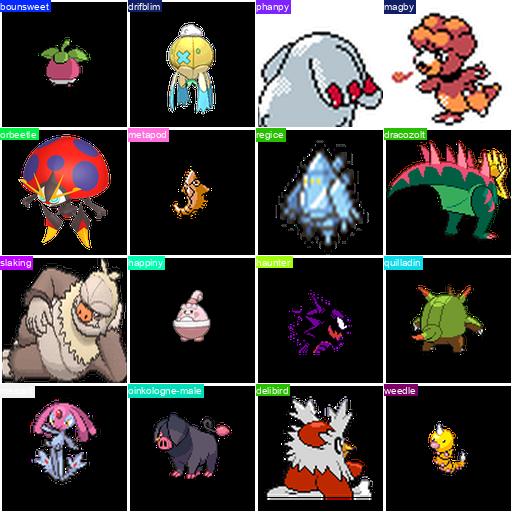 bounsweet
drifblim
phanpy
magby
orbeetle
metapod
regice
dracozolt
slaking
happiny
haunter
quilladin
oinkologne-male
delibird
weedle